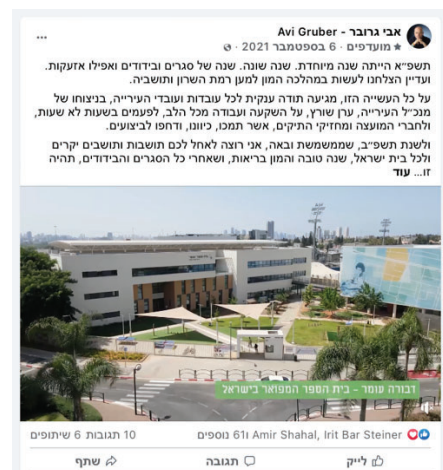 אבי גרובר - Avi Gruber
מועדפים · 6 בספטמבר 2021
תשפ״א הייתה שנה מיוחדת. שנה שונה. שנה של סגרים ובידודים ואפילו אזעקות.
ועדיין הצלחנו לעשות במהלכה המון למען רמת השרון ותושביה.
על כל העשייה הזו, מגיעה תודה ענקית לכל עובדות ועובדי העירייה, בניצוחו של
מנכ״ל העירייה, ערן שורץ, על השקעה ועבודה מכל הלב, לפעמים בשעות לא שעות,
ולחברי המועצה ומחזיקי התיקים, אשר תמכו, כיוונו, ודחפו לביצועים.
ולשנת תשפ״ב, שממשמשת ובאה, אני רוצה לאחל לכם תושבות ותושבים יקרים
ולכל בית ישראל, שנה טובה והמון בריאות, ושאחרי כל הסגרים והבידודים, תהיה
זו... עוד
דבורה עומר - בית הספר המפואר בישראל
Amir Shahal, Irit Bar Steiner ו61 נוספים
10 תגובות 6 שיתופים
לייק
תגובה
שתף